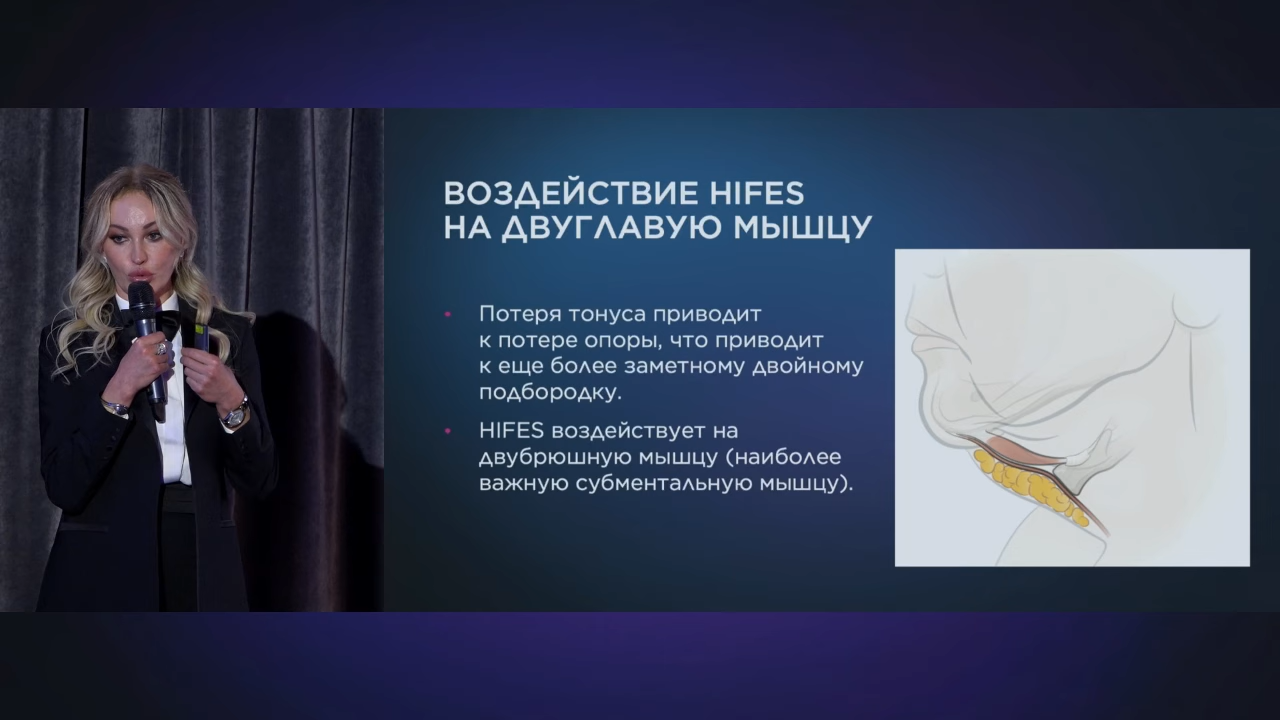 ВОЗДЕЙСТВИЕ HIFES
НА ДВУГЛАВУЮ МЫШЦУ
• Потеря тонуса приводит
к потере опоры, что приводит
к еще более заметному двойному
подбородку.
• HIFES воздействует на
двубрюшную мышцу (наиболее
важную субментальную мышцу).